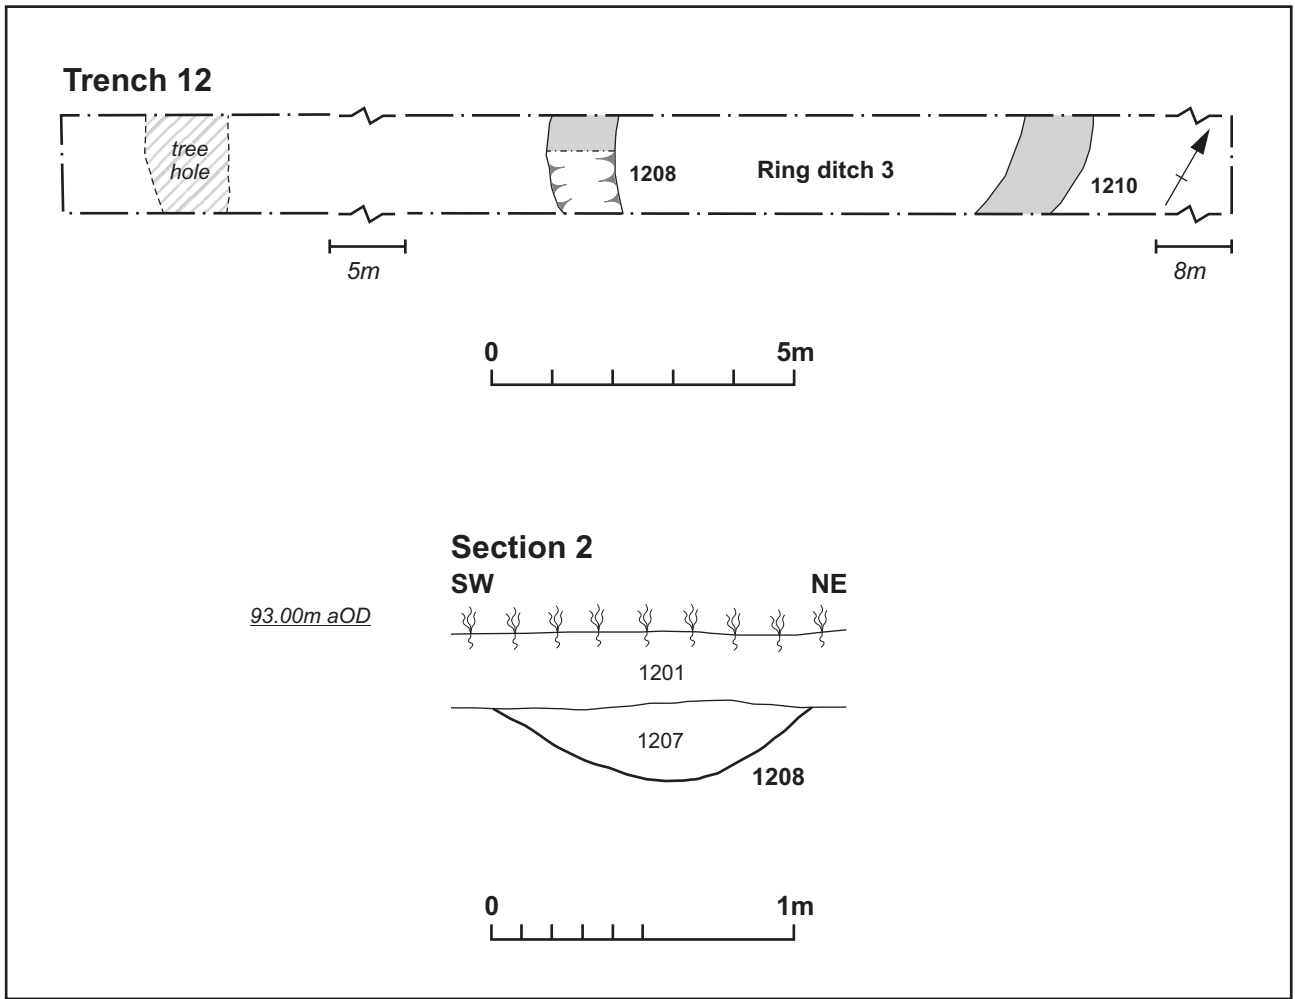 Trench 12
tree
hole
1208
Ring ditch 3
1210
5m
8m
0 5m
Section 2
SW NE
93.00m aOD
1201
1207
1208
0 1m